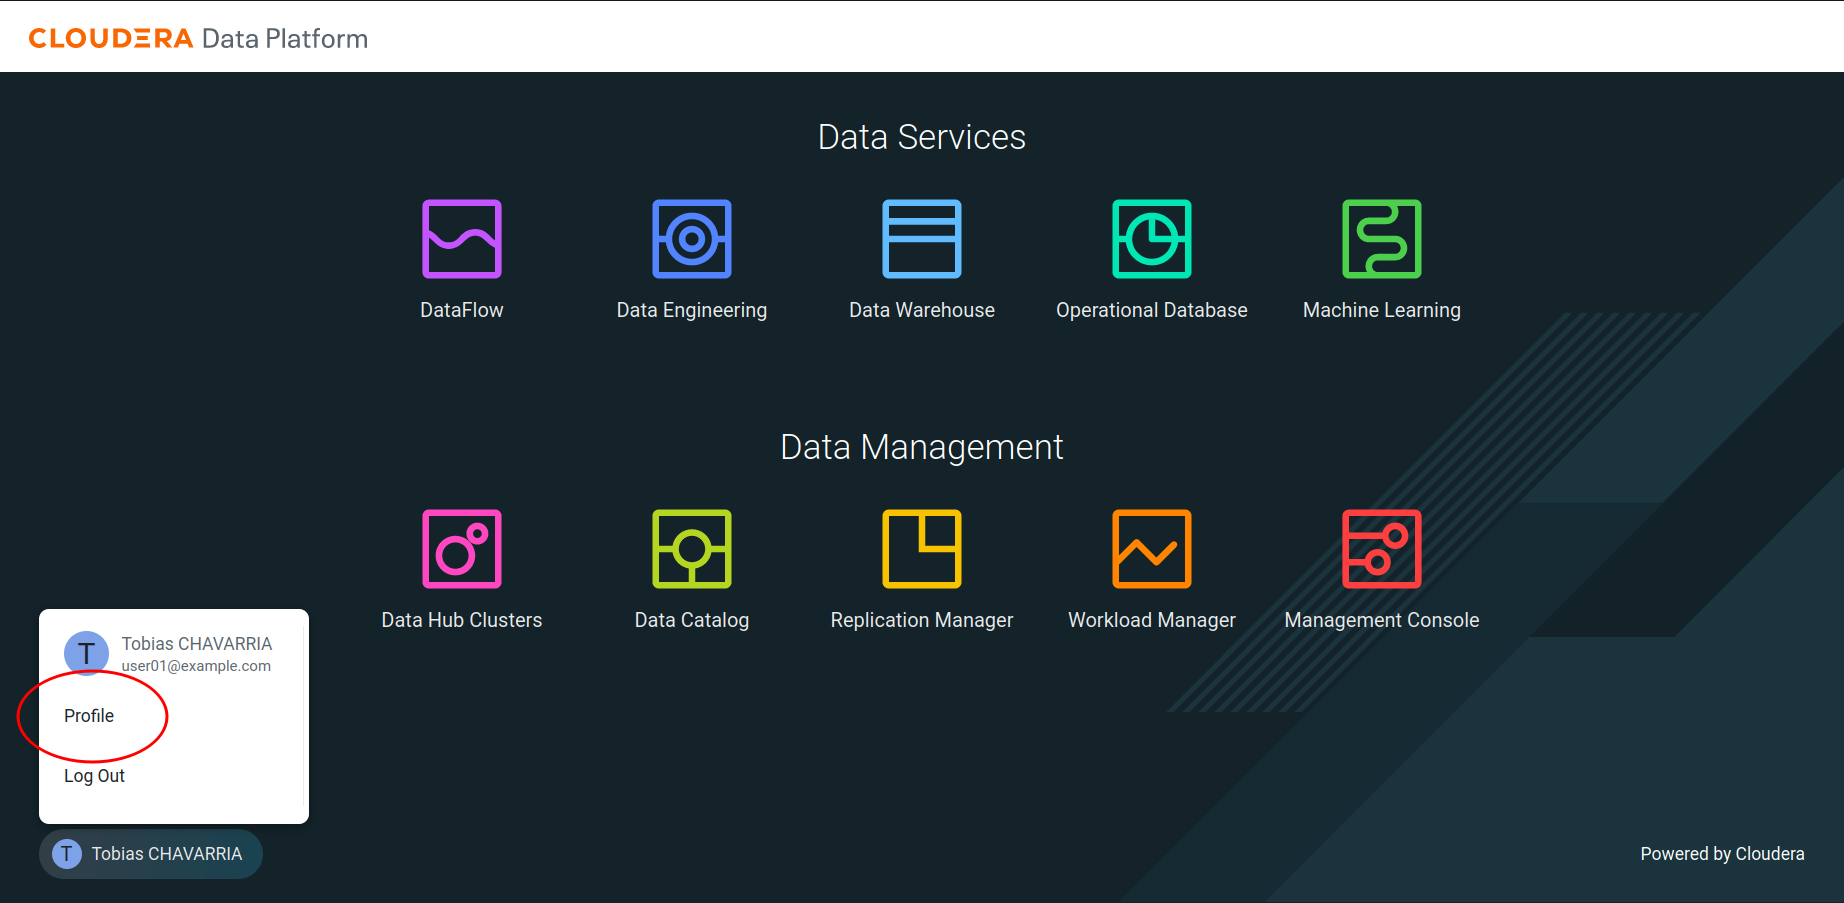 CLOUDERA Data Platform
Data Services
DataFlow
Data Engineering
Data Warehouse
Operational Database
Machine Learning
Data Management
Data Hub Clusters
Data Catalog
Replication Manager
Workload Manager
Management Console
T
Tobias CHAVARRIA
user01@example.com
Profile
Log Out
T Tobias CHAVARRIA
Powered by Cloudera